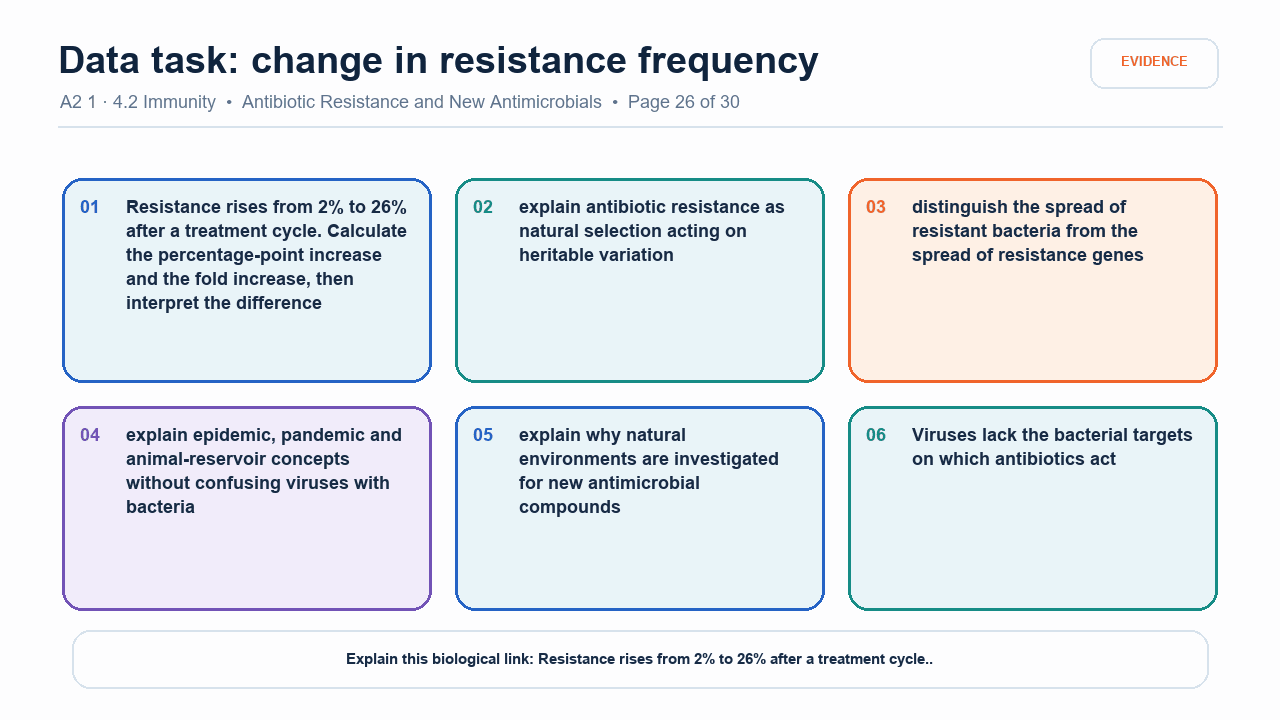 Data task: change in resistance frequency
EVIDENCE
A2 1 · 4.2 Immunity • Antibiotic Resistance and New Antimicrobials • Page 26 of 30
01
Resistance rises from 2% to 26%
after a treatment cycle. Calculate
the percentage-point increase
and the fold increase, then
interpret the difference
02
explain antibiotic resistance as
natural selection acting on
heritable variation
03
distinguish the spread of
resistant bacteria from the
spread of resistance genes
04
explain epidemic, pandemic and
animal-reservoir concepts
without confusing viruses with
bacteria
05
explain why natural
environments are investigated
for new antimicrobial
compounds
06
Viruses lack the bacterial targets
on which antibiotics act
Explain this biological link: Resistance rises from 2% to 26% after a treatment cycle..